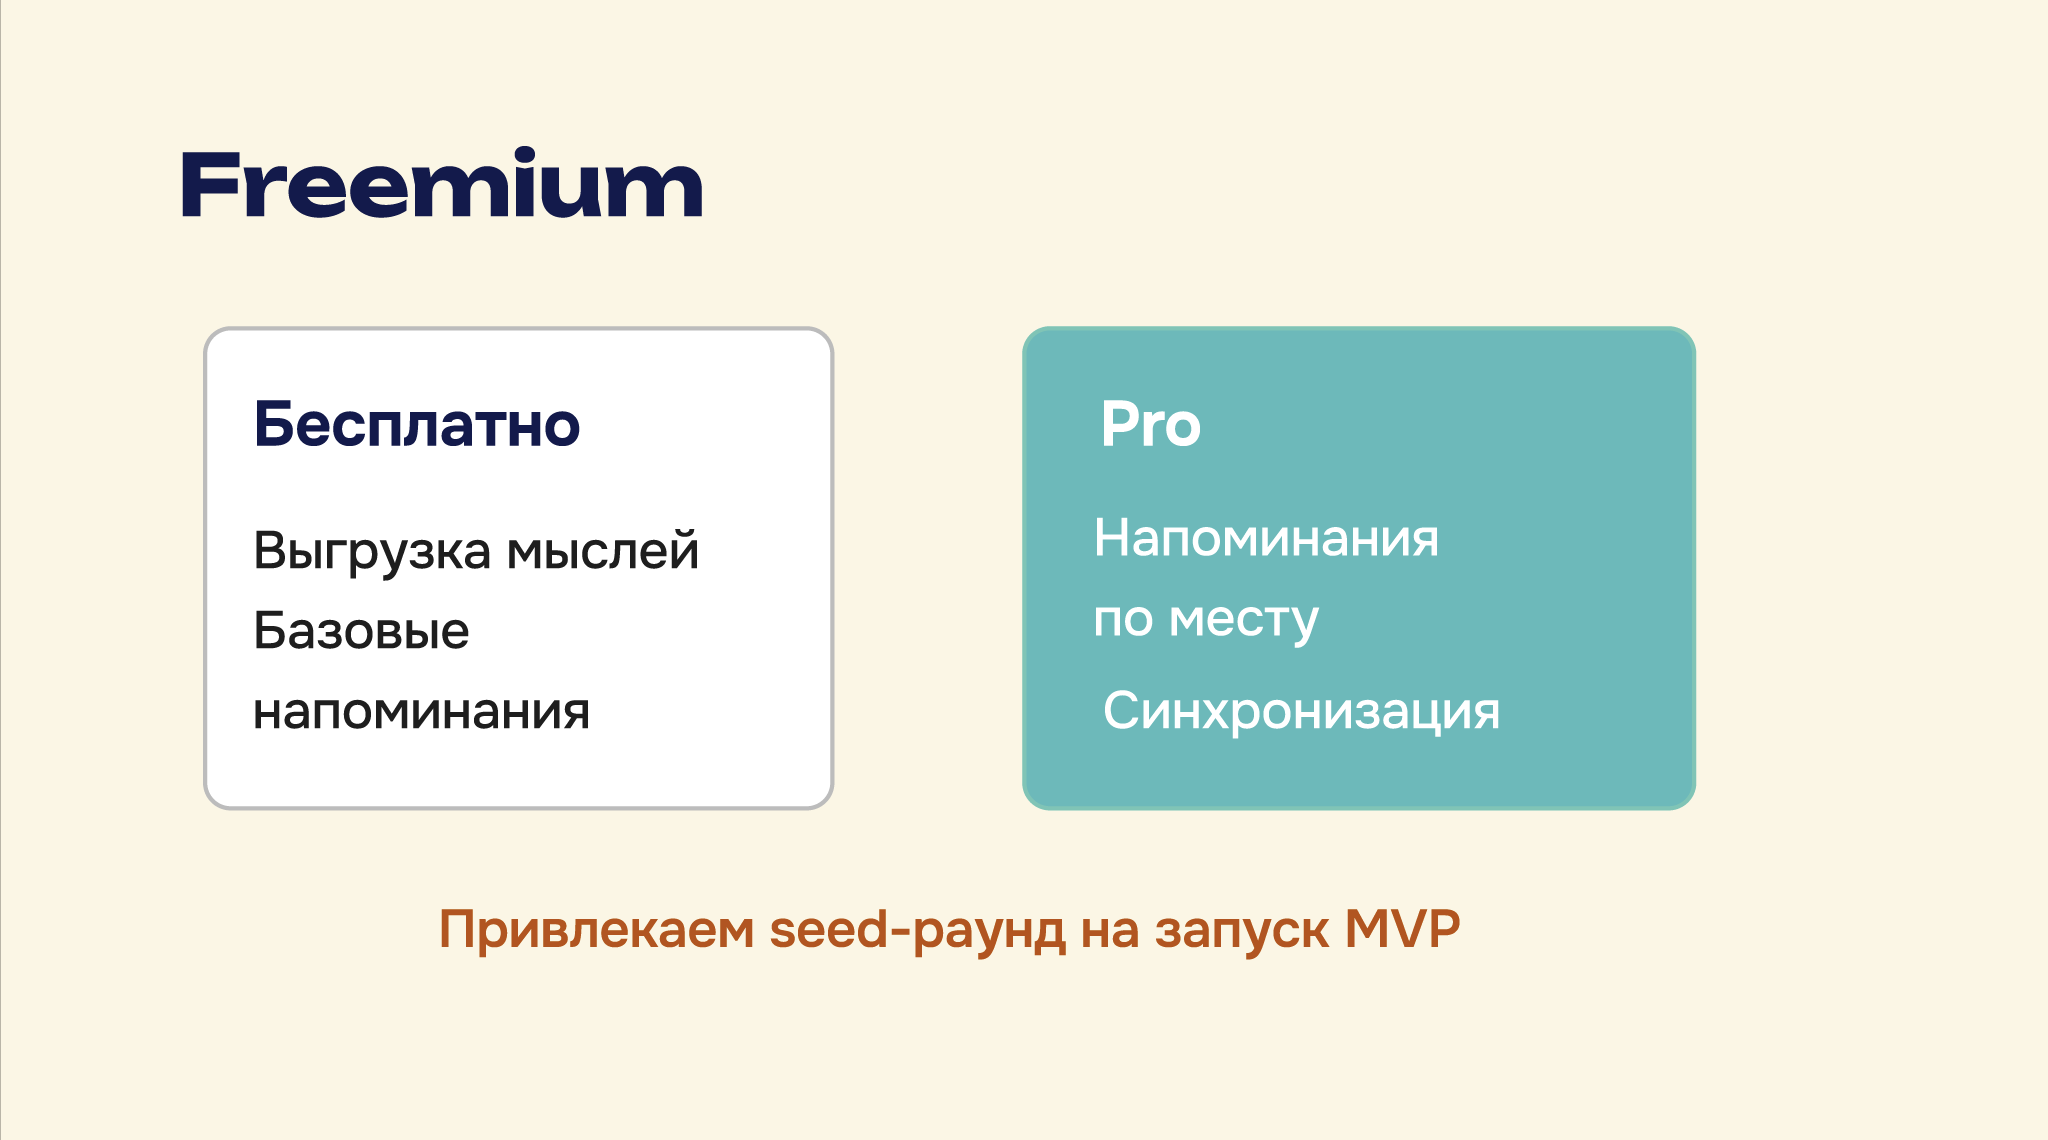 Freemium
Бесплатно
Выгрузка мыслей
Базовые
напоминания
Pro
Напоминания
по месту
Синхронизация
Привлекаем seed-раунд на запуск MVP